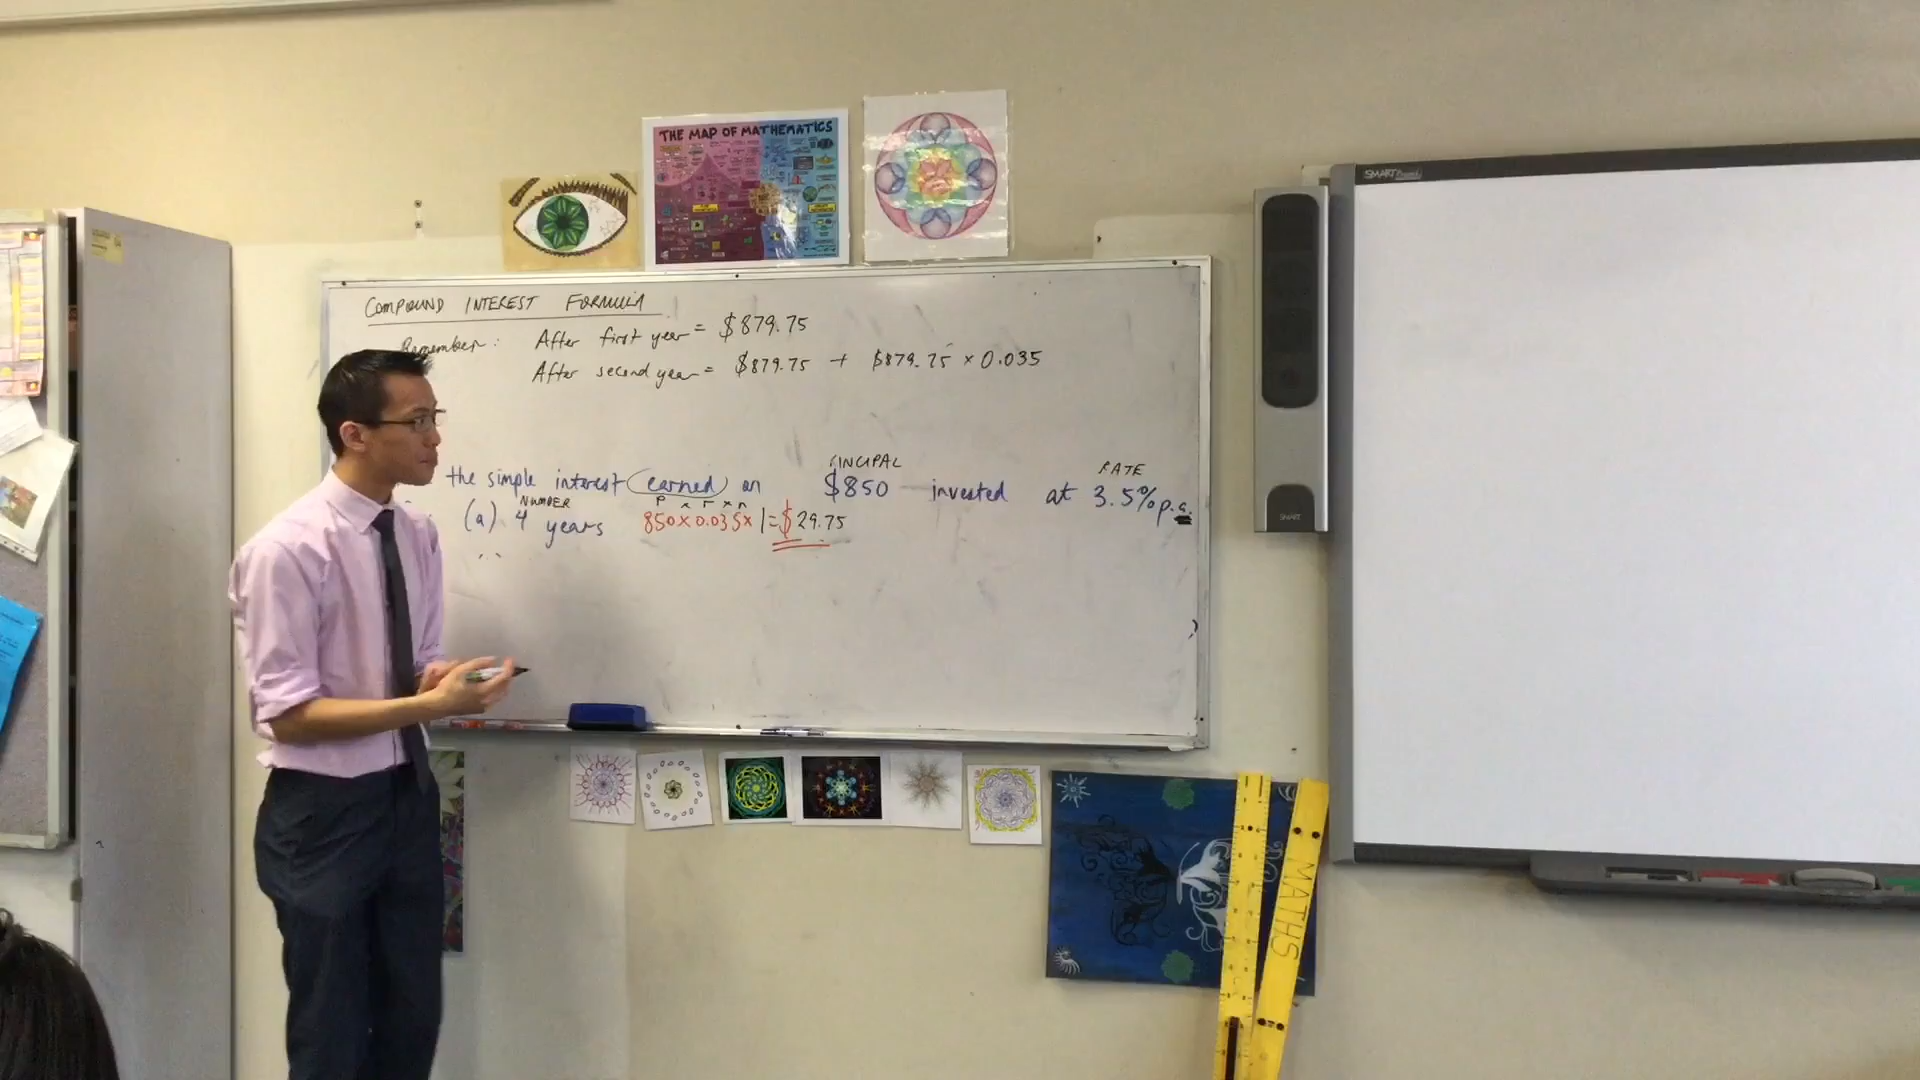 THE MAP OF MATHEMATICS
SMART
COMPOUND INTEREST FORMULA
Remember: After first year = $879.75
After second year = $879.75 + $879.75 × 0.035
INCIPAL
RATE
the simple interest earned on $850 invested at 3.5% p.a.
NUMBER
P × r × n
(a) 4 years 850×0.035×1=$29.75
SMART
MATHS